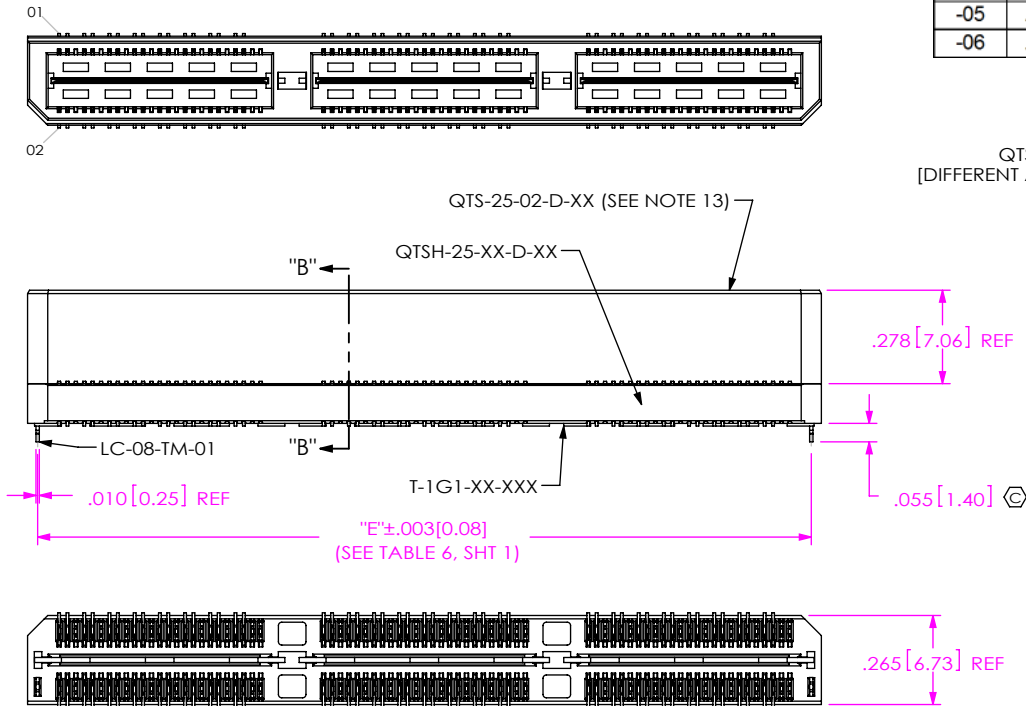 01
-05
-06
02
QTS
[DIFFERENT
QTS-25-02-D-XX (SEE NOTE 13)
QTSH-25-XX-D-XX
"B"
.278[7.06] REF
LC-08-TM-01
"B"
T-1G1-XX-XXX
.010[0.25] REF
.055[1.40] C
"E"±.003[0.08]
(SEE TABLE 6, SHT 1)
.265[6.73] REF